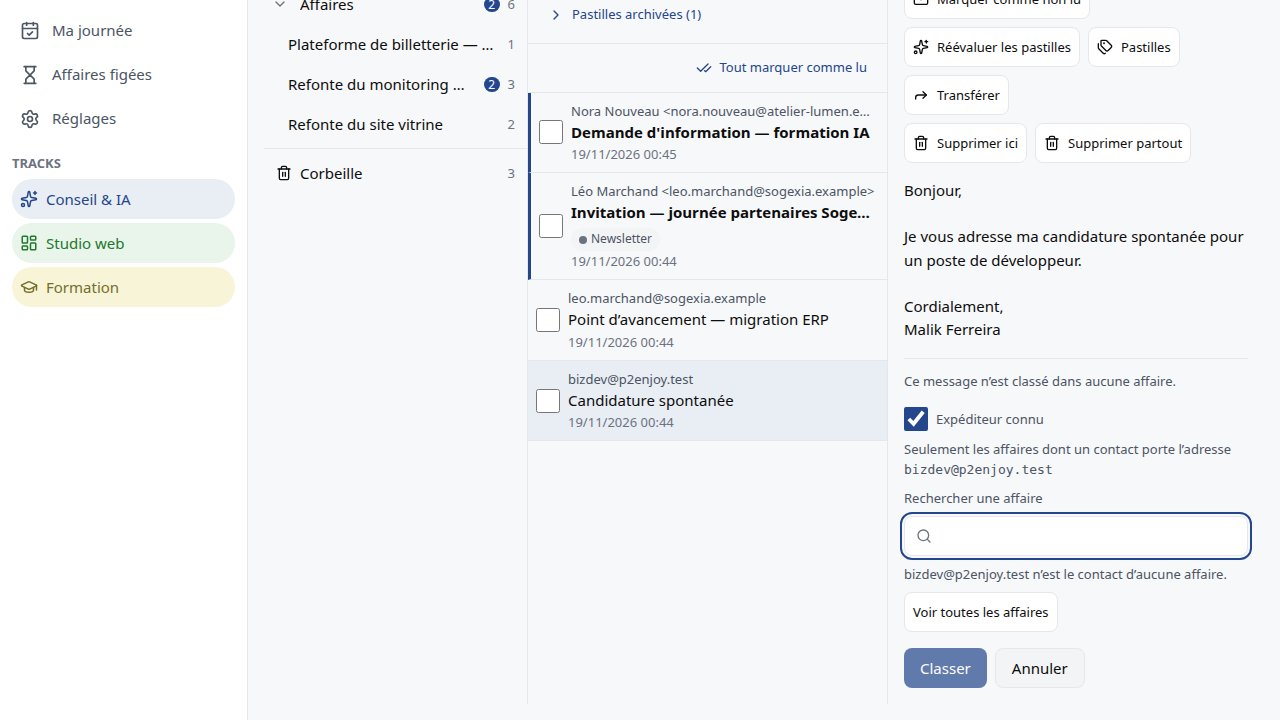 Ma journée
Affaires figées
Réglages
TRACKS
Conseil & IA
Studio web
Formation
Affaires 2 6
Plateforme de billetterie — ... 1
Refonte du monitoring ... 2 3
Refonte du site vitrine 2
Corbeille 3
Pastilles archivées (1)
Tout marquer comme lu
Nora Nouveau <nora.nouveau@atelier-lumen.e...
Demande d'information — formation IA
19/11/2026 00:45
Léo Marchand <leo.marchand@sogexia.example>
Invitation — journée partenaires Soge...
Newsletter
19/11/2026 00:44
leo.marchand@sogexia.example
Point d’avancement — migration ERP
19/11/2026 00:44
bizdev@p2enjoy.test
Candidature spontanée
19/11/2026 00:44
Marquer comme non lu
Réévaluer les pastilles
Pastilles
Transférer
Supprimer ici
Supprimer partout
Bonjour,
Je vous adresse ma candidature spontanée pour
un poste de développeur.
Cordialement,
Malik Ferreira
Ce message n’est classé dans aucune affaire.
Expéditeur connu
Seulement les affaires dont un contact porte l’adresse
bizdev@p2enjoy.test
Rechercher une affaire
bizdev@p2enjoy.test n’est le contact d’aucune affaire.
Voir toutes les affaires
Classer
Annuler